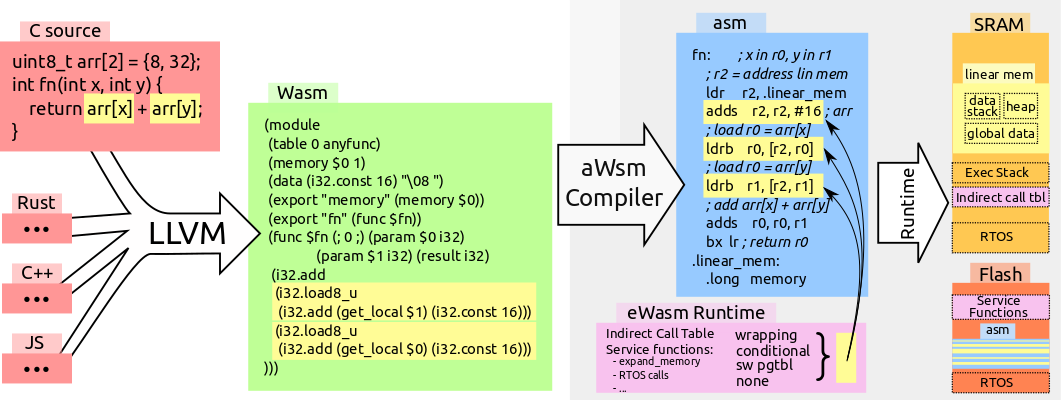 C source
uint8_t arr[2] = {8, 32};
int fn(int x, int y) {
return arr[x] + arr[y];
}
Rust
•••
C++
•••
JS
•••
LLVM
Wasm
(module
(table 0 anyfunc)
(memory $0 1)
(data (i32.const 16) "\08 ")
(export "memory" (memory $0))
(export "fn" (func $fn))
(func $fn (; 0 ;) (param $0 i32)
(param $1 i32) (result i32)
(i32.add
(i32.load8_u
(i32.add (get_local $1) (i32.const 16)))
(i32.load8_u
(i32.add (get_local $0) (i32.const 16)))
)))
aWsm
Compiler
asm
fn: ; x in r0, y in r1
; r2 = address lin mem
ldr r2, .linear_mem
adds r2, r2, #16 ; arr
; load r0 = arr[x]
ldrb r0, [r2, r0]
; load r0 = arr[y]
ldrb r1, [r2, r1]
; add arr[x] + arr[y]
adds r0, r0, r1
bx lr ; return r0
.linear_mem:
.long memory
eWasm Runtime
Indirect Call Table
Service functions:
- expand_memory
- RTOS calls
- ...
wrapping
conditional
sw pgtbl
none
}
Runtime
SRAM
linear mem
data
stack
heap
global data
Exec Stack
Indirect call tbl
RTOS
Flash
Service
Functions
asm
RTOS